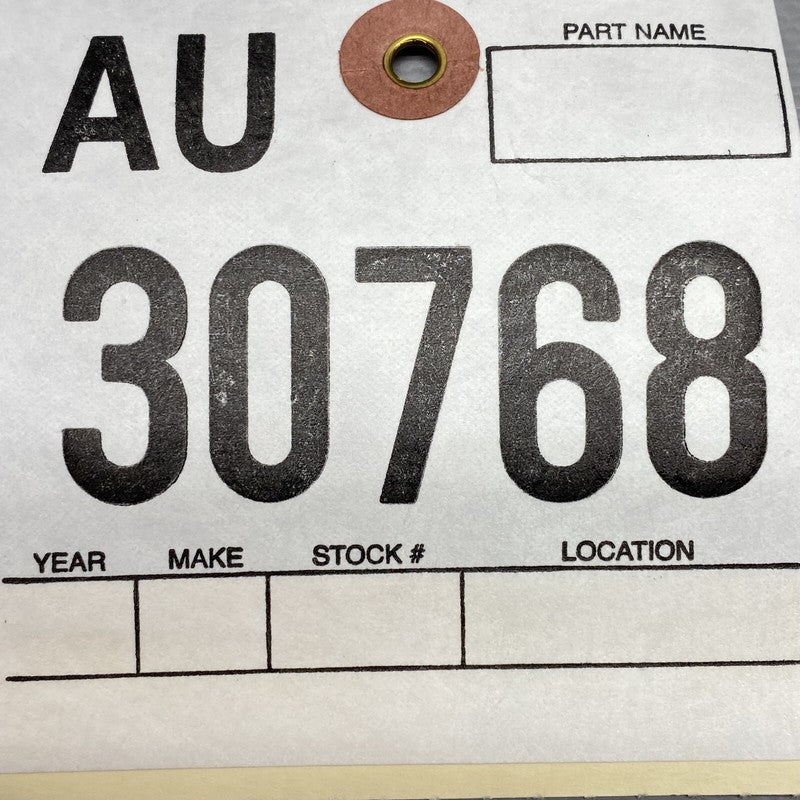 AU
PART NAME
30768
YEAR MAKE STOCK # LOCATION